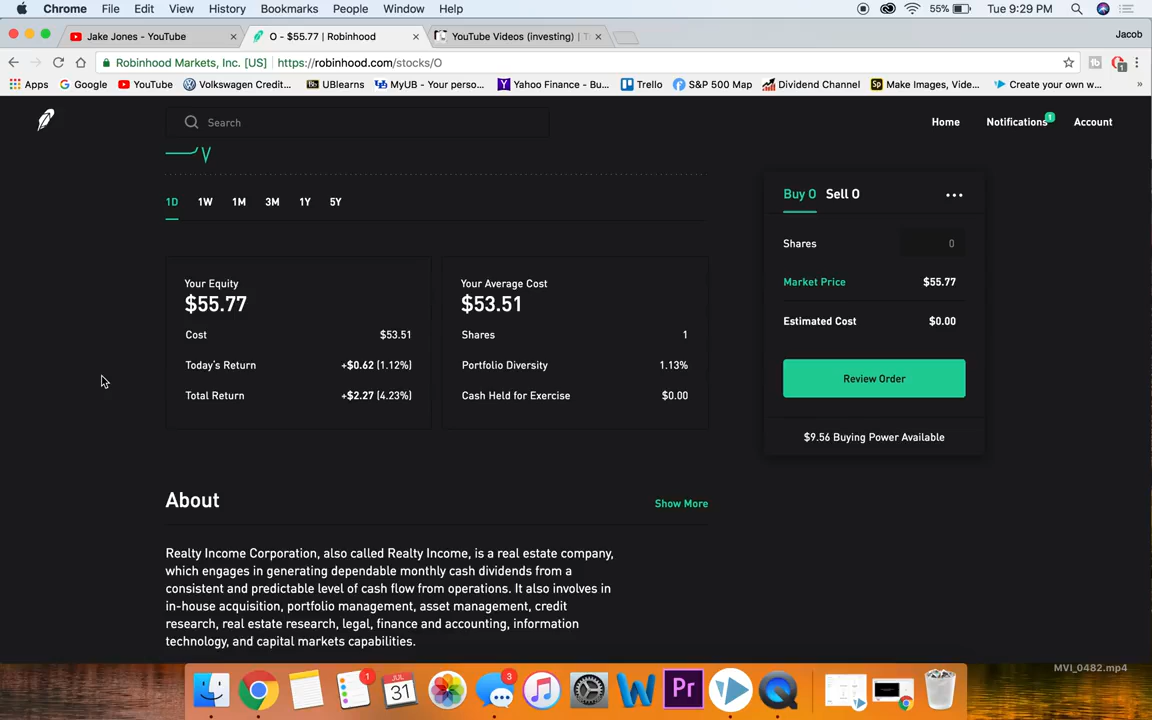 Chrome File Edit View History Bookmarks People Window Help 55% Tue 9:29 PM
Jake Jones - YouTube O - $55.77 | Robinhood YouTube Videos (investing) | T Jacob
Robinhood Markets, Inc. [US] https://robinhood.com/stocks/O
Apps Google YouTube Volkswagen Credit... UBlearns MyUB - Your perso... Yahoo Finance - Bu... Trello S&P 500 Map Dividend Channel Make Images, Vide... Create your own w... »
Search Home Notifications 1 Account
1D 1W 1M 3M 1Y 5Y
Your Equity
$55.77
Cost $53.51
Today's Return +$0.62 (1.12%)
Total Return +$2.27 (4.23%)
Your Average Cost
$53.51
Shares 1
Portfolio Diversity 1.13%
Cash Held for Exercise $0.00
Buy O Sell O
Shares 0
Market Price $55.77
Estimated Cost $0.00
Review Order
$9.56 Buying Power Available
About Show More
Realty Income Corporation, also called Realty Income, is a real estate company,
which engages in generating dependable monthly cash dividends from a
consistent and predictable level of cash flow from operations. It also involves in
in-house acquisition, portfolio management, asset management, credit
research, real estate research, legal, finance and accounting, information
technology, and capital markets capabilities.
MVI_0482.mp4
1 JUL 31 3 Pr